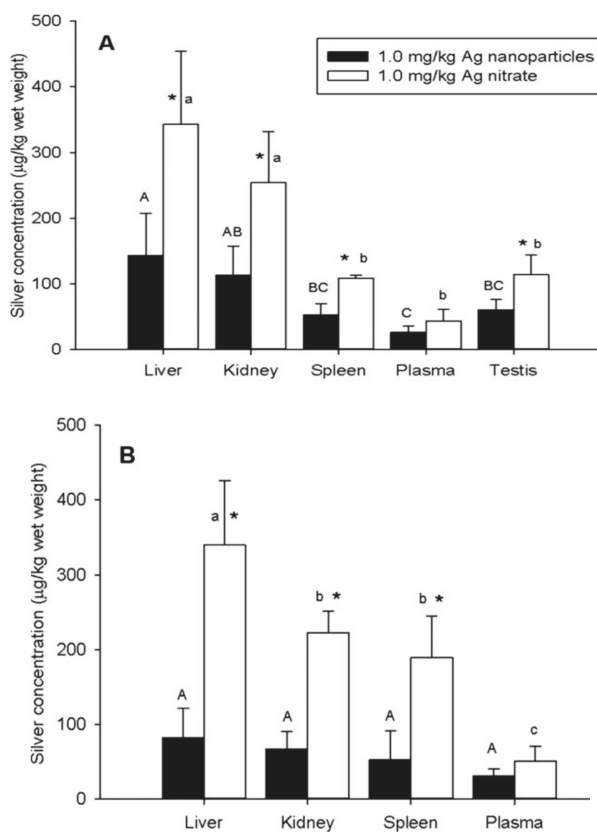 A
1.0 mg/kg Ag nanoparticles
1.0 mg/kg Ag nitrate
Silver concentration (µg/kg wet weight)
500
400
300
200
100
0
A
* a
AB
* a
BC
* b
C
b
BC
* b
Liver Kidney Spleen Plasma Testis
B
Silver concentration (µg/kg wet weight)
500
400
300
200
100
0
A
a *
A
b *
A
b *
A
c
Liver Kidney Spleen Plasma